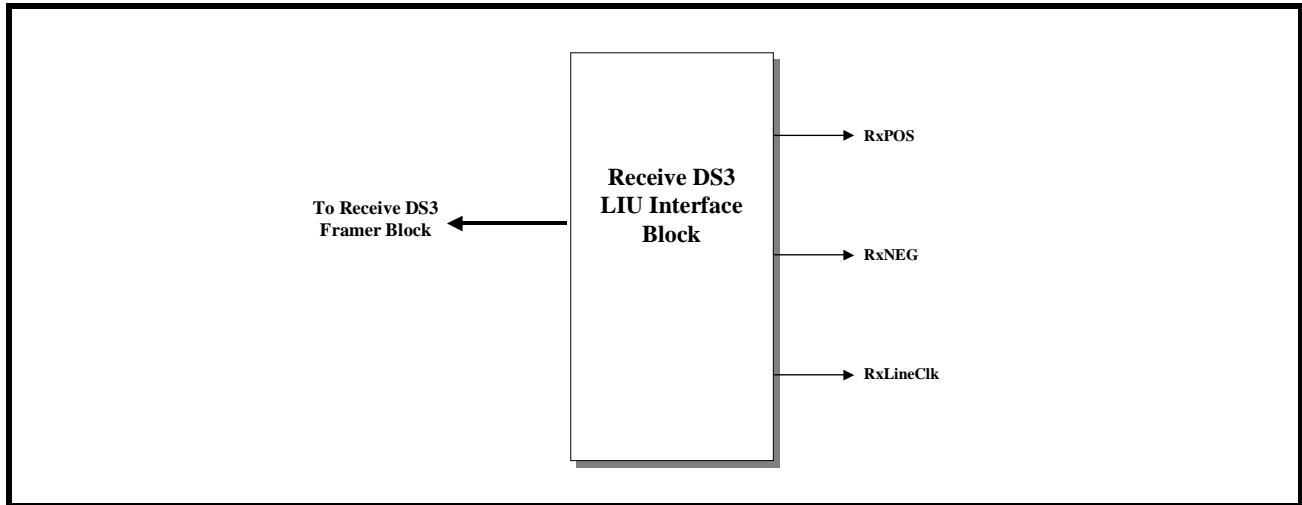 To Receive DS3
Framer Block
Receive DS3
LIU Interface
Block
RxPOS
RxNEG
RxLineClk